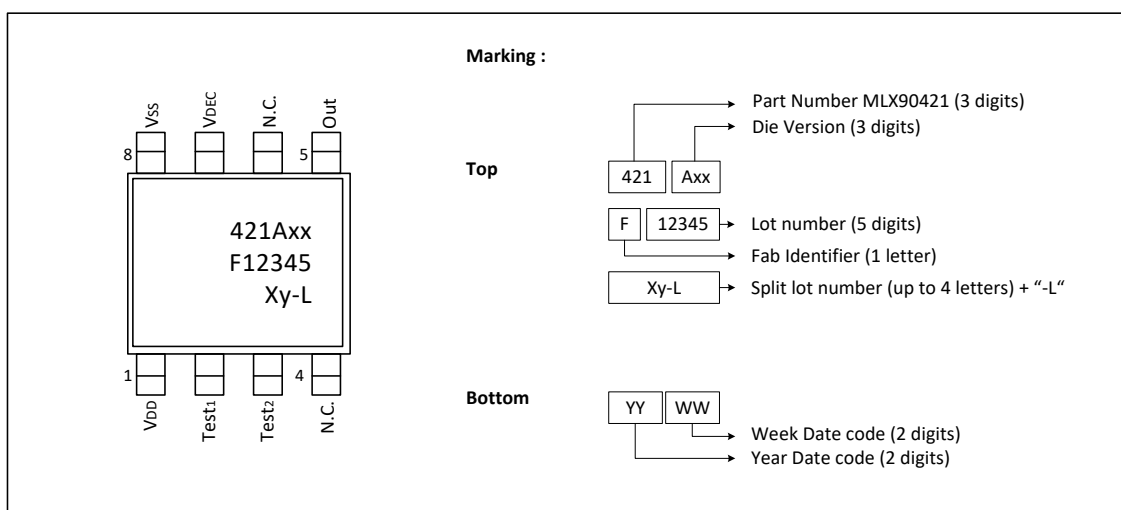 Marking :
Vss
VDEC
N.C.
Out
8
5
421Axx
F12345
Xy-L
1
4
VDD
Test1
Test2
N.C.
Part Number MLX90421 (3 digits)
Die Version (3 digits)
Top
421 Axx
F 12345 Lot number (5 digits)
Fab Identifier (1 letter)
Xy-L Split lot number (up to 4 letters) + “-L“
Bottom
YY WW
Week Date code (2 digits)
Year Date code (2 digits)